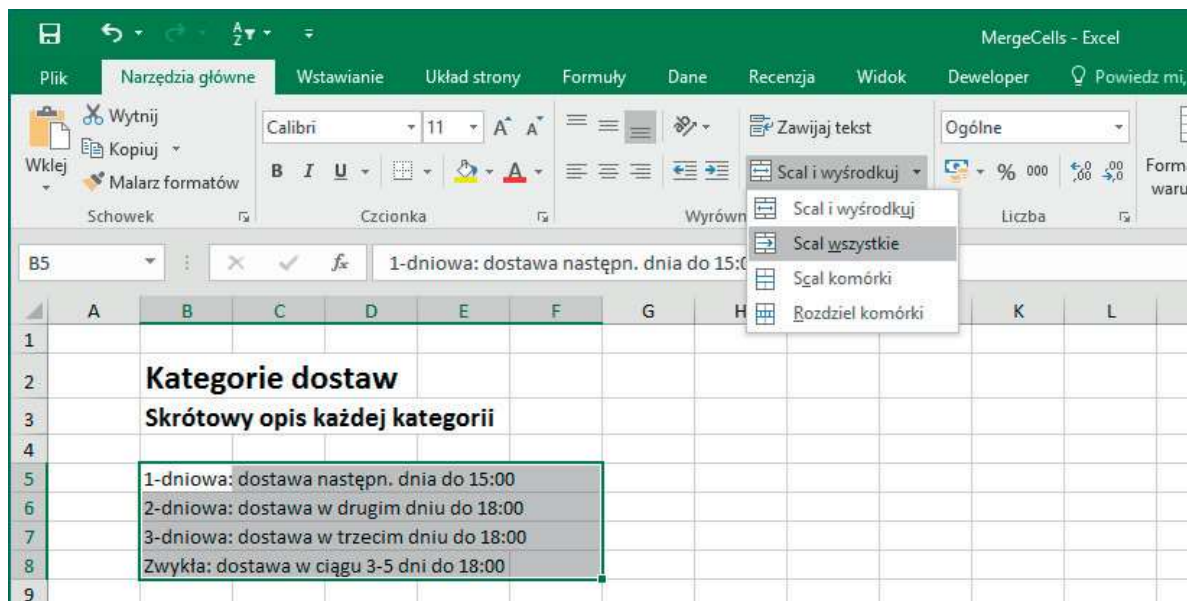 MergeCells - Excel
Plik Narzędzia główne Wstawianie Układ strony Formuły Dane Recenzja Widok Deweloper Powiedz mi,
Wklej
Wytnij
Kopiuj
Malarz formatów
Schowek
Calibri 11 A A
B I U A
Czcionka
Zawijaj tekst
Scal i wyśrodkuj
Wyrówn
Ogólne
% 000 ,0 ,00 ,00 ,0
Liczba
Form
waru
Scal i wyśrodkuj
Scal wszystkie
Scal komórki
Rozdziel komórki
B5 fx 1-dniowa: dostawa następn. dnia do 15:0
A B C D E F G H K L
1
2 Kategorie dostaw
3 Skrótowy opis każdej kategorii
4
5 1-dniowa: dostawa następn. dnia do 15:00
6 2-dniowa: dostawa w drugim dniu do 18:00
7 3-dniowa: dostawa w trzecim dniu do 18:00
8 Zwykła: dostawa w ciągu 3-5 dni do 18:00
9